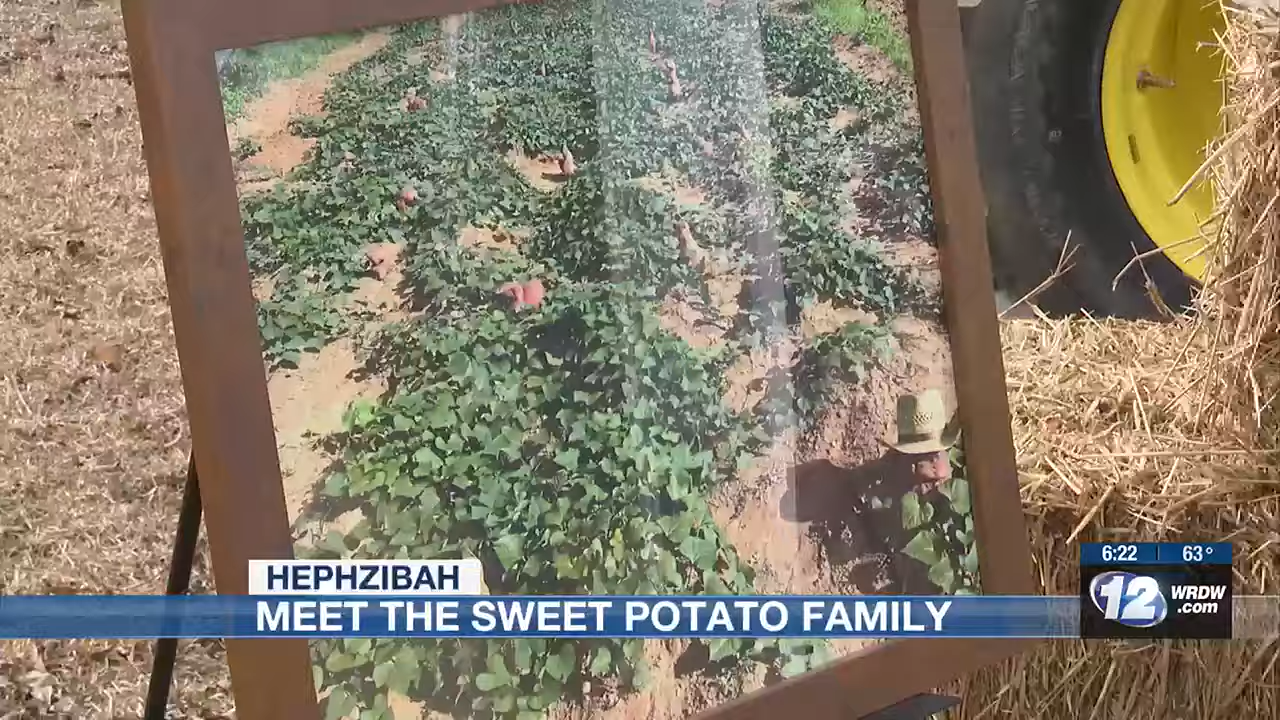 HEPHZIBAH
MEET THE SWEET POTATO FAMILY
6:22 63°
12 WRDW
.com